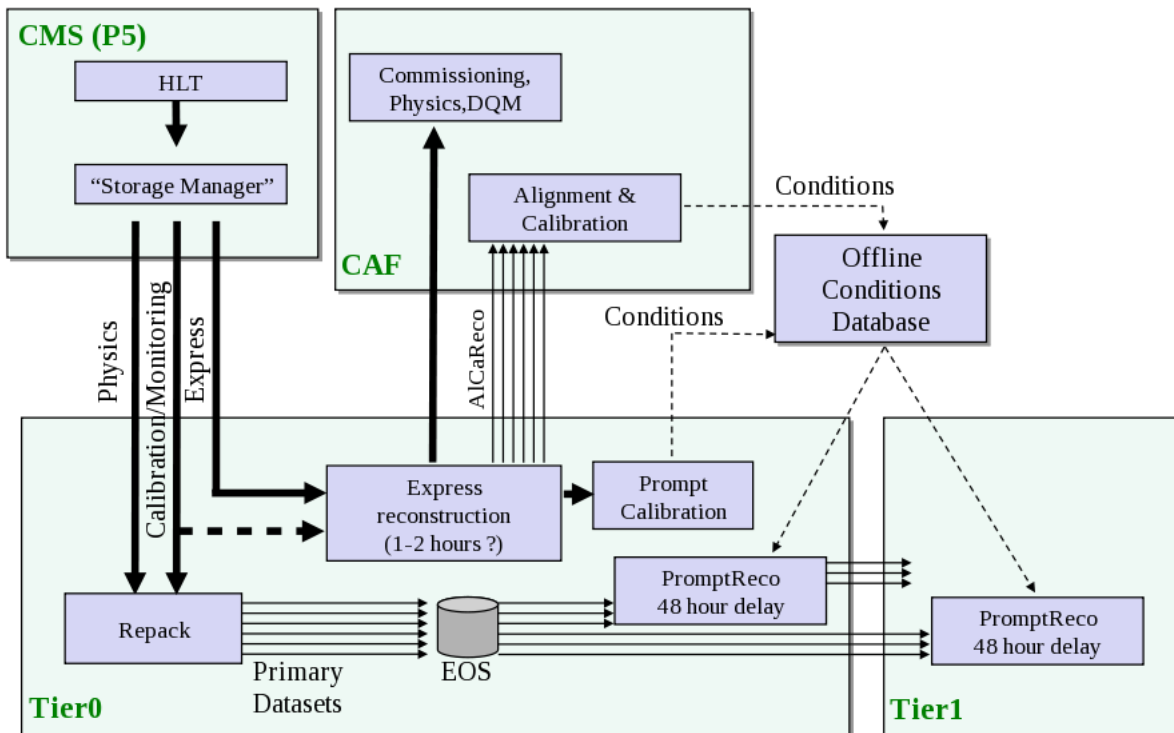 CMS (P5)
HLT
“Storage Manager”
Commissioning,
Physics,DQM
Alignment &
Calibration
CAF
Conditions
Offline
Conditions
Database
Conditions
Physics
Calibration/Monitoring
Express
AlCaReco
Express
reconstruction
(1-2 hours ?)
Prompt
Calibration
PromptReco
48 hour delay
PromptReco
48 hour delay
Repack
Primary
Datasets
EOS
Tier0
Tier1